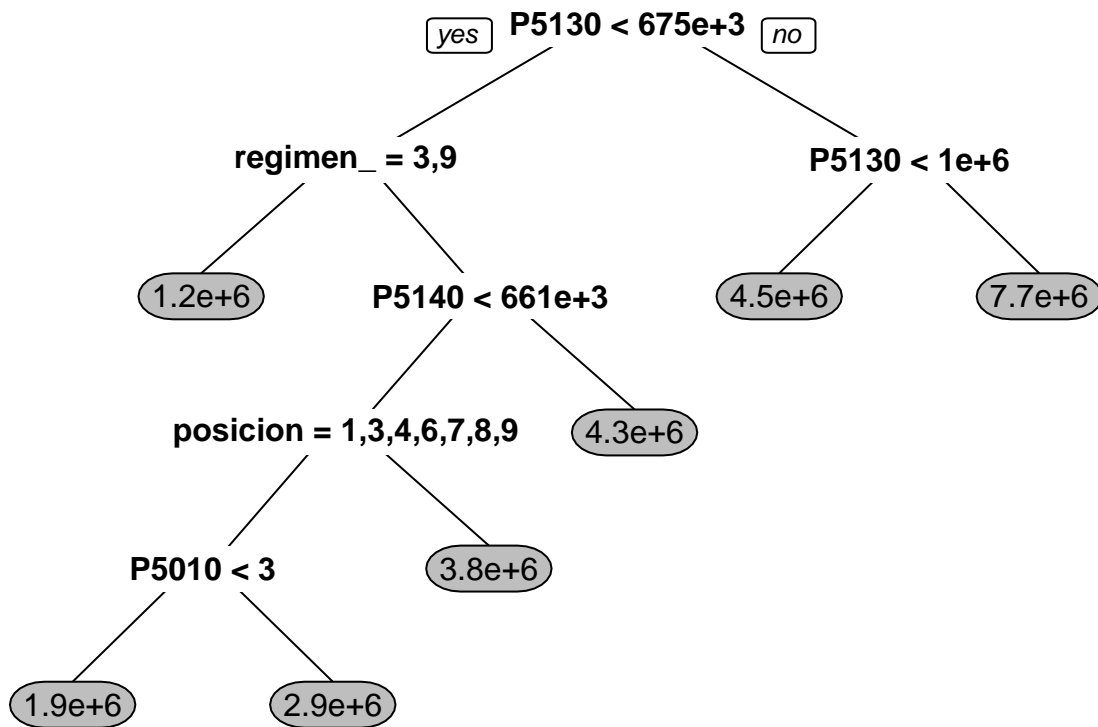 yes P5130 < 675e+3 no
regimen_ = 3,9
P5130 < 1e+6
1.2e+6
P5140 < 661e+3
4.5e+6
7.7e+6
posicion = 1,3,4,6,7,8,9
4.3e+6
P5010 < 3
3.8e+6
1.9e+6
2.9e+6